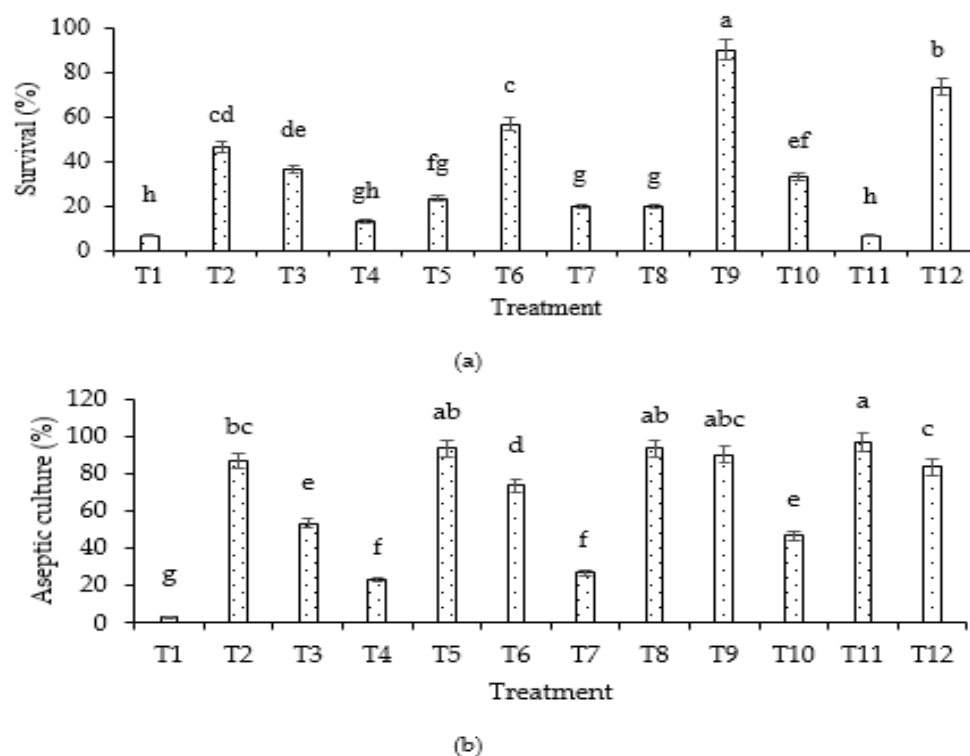 Survival (%)
100
80
60
40
20
0
h
cd
de
gh
fg
c
g
g
a
ef
h
b
T1 T2 T3 T4 T5 T6 T7 T8 T9 T10 T11 T12
Treatment
(a)
Aseptic culture (%)
120
100
80
60
40
20
0
g
bc
e
f
ab
d
f
ab
abc
e
a
c
T1 T2 T3 T4 T5 T6 T7 T8 T9 T10 T11 T12
Treatment
(b)